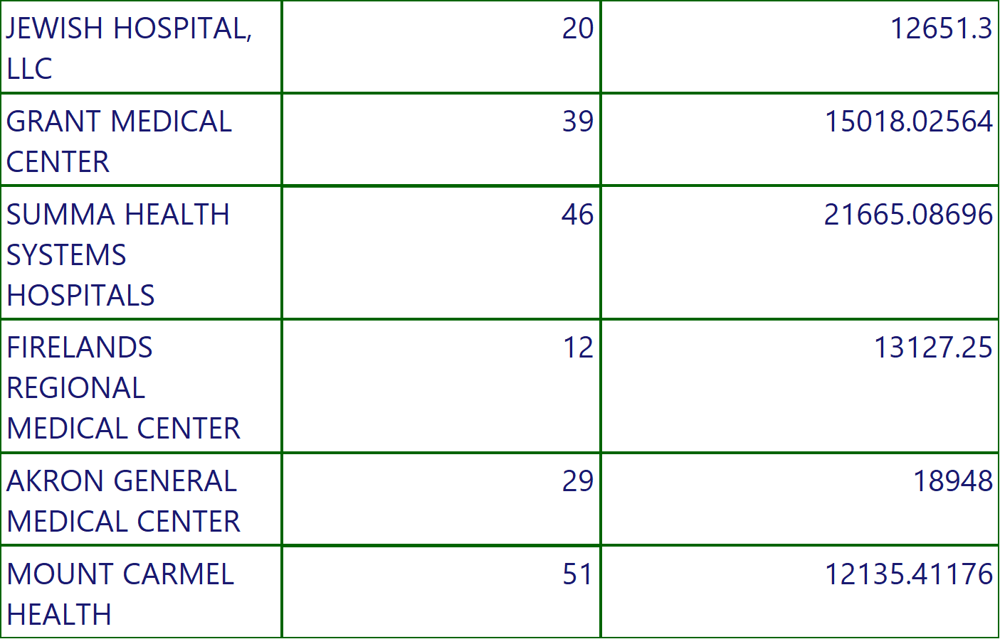 JEWISH HOSPITAL, 20 12651.3
LLC
GRANT MEDICAL 39 15018.02564
CENTER
SUMMA HEALTH 46 21665.08696
SYSTEMS
HOSPITALS
FIRELANDS 12 13127.25
REGIONAL
MEDICAL CENTER
AKRON GENERAL 29 18948
MEDICAL CENTER
MOUNT CARMEL 51 12135.41176
HEALTH